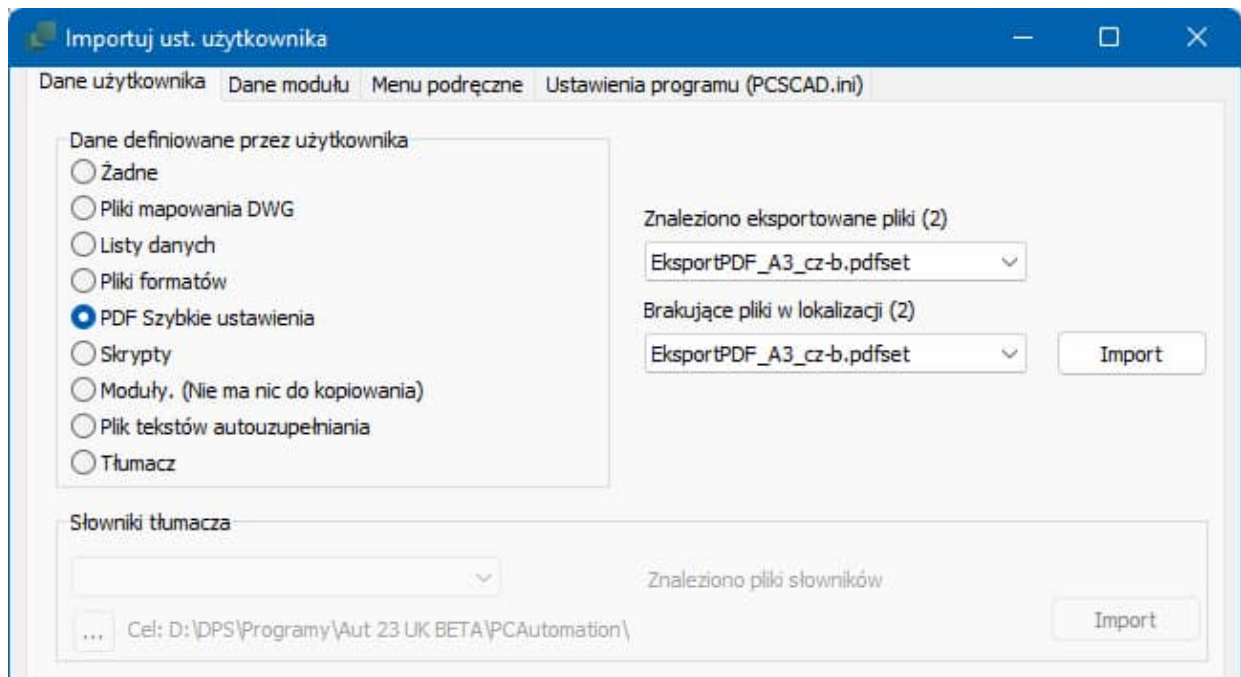 Importuj ust. użytkownika
Dane użytkownika Dane modułu Menu podręczne Ustawienia programu (PCSCAD.ini)
Dane definiowane przez użytkownika
Żadne
Pliki mapowania DWG
Listy danych
Pliki formatów
PDF Szybkie ustawienia
Skrypty
Moduły. (Nie ma nic do kopiowania)
Plik tekstów autouzupełniania
Tłumacz
Znaleziono eksportowane pliki (2)
EksportPDF_A3_cz-b.pdfset
Brakujące pliki w lokalizacji (2)
EksportPDF_A3_cz-b.pdfset Import
Słowniki tłumacza
Znaleziono pliki słowników
... Cel: D:\DPS\Programy\Aut 23 UK BETA\PCAutomation\ Import